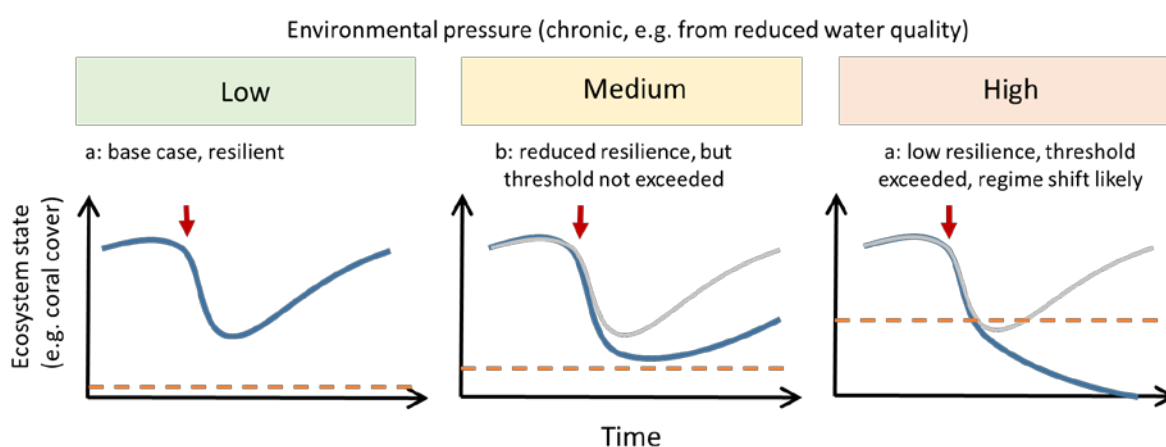 Environmental pressure (chronic, e.g. from reduced water quality)
Low
Medium
High
a: base case, resilient
b: reduced resilience, but
threshold not exceeded
a: low resilience, threshold
exceeded, regime shift likely
Ecosystem state
(e.g. coral cover)
Time